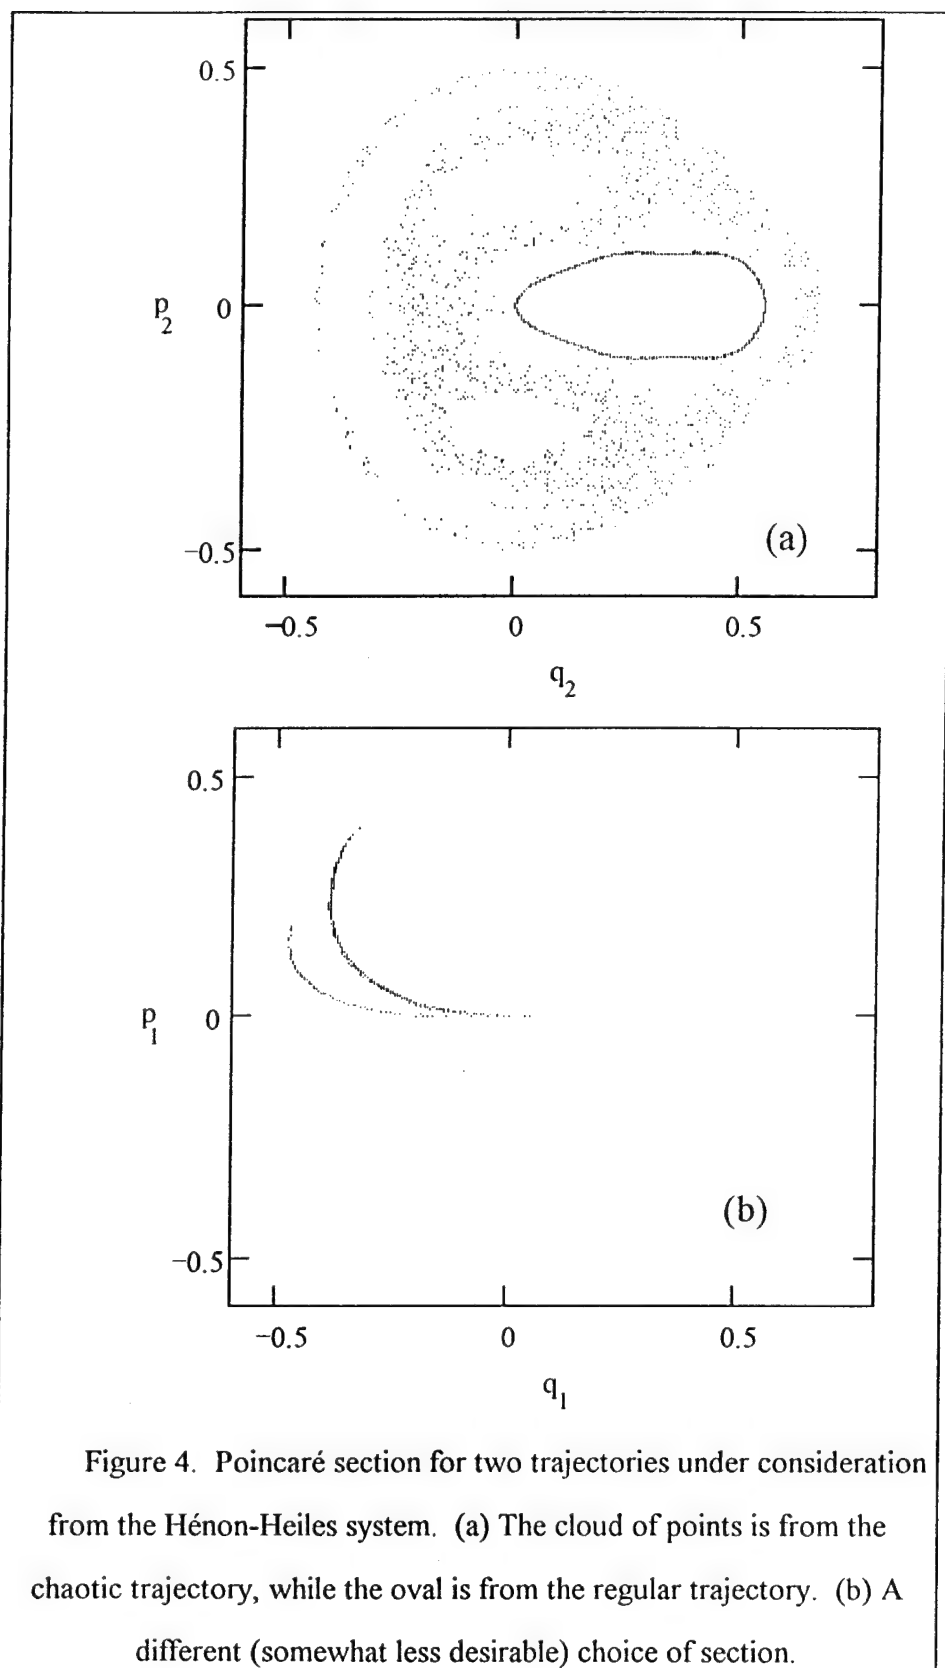 0.5
p2
0
−0.5
(a)
−0.5 0 0.5
q2
0.5
p1
0
(b)
−0.5
−0.5 0 0.5
q1
Figure 4. Poincaré section for two trajectories under consideration
from the Hénon-Heiles system. (a) The cloud of points is from the
chaotic trajectory, while the oval is from the regular trajectory. (b) A
different (somewhat less desirable) choice of section.